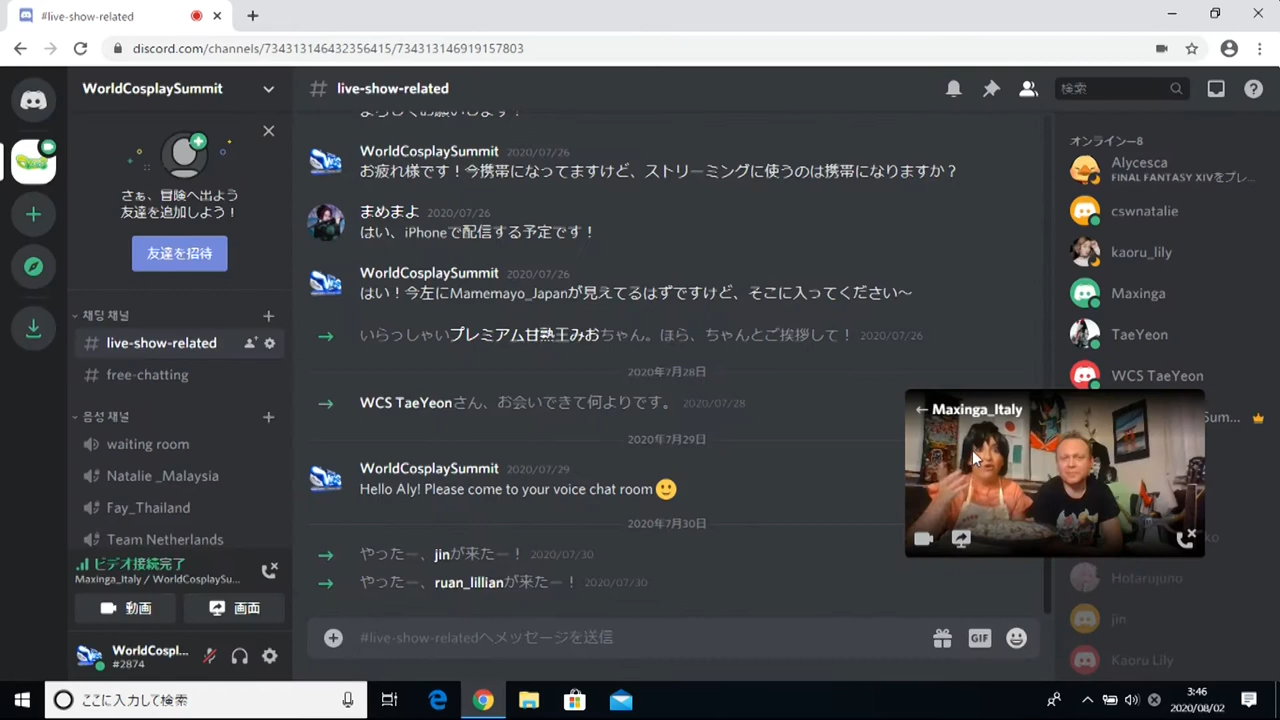 #live-show-related
discord.com/channels/734313146432356415/734313146919157803
WorldCosplaySummit
さぁ、冒険へ出よう
友達を追加しよう！
友達を招待
채팅 채널
live-show-related
free-chatting
음성 채널
waiting room
Natalie _Malaysia
Fay_Thailand
Team Netherlands
ビデオ接続完了
Maxinga_Italy / WorldCosplaySu...
動画
画面
WorldCospl...
#2874
# live-show-related
検索
よろしくお願いします！
WorldCosplaySummit 2020/07/26
お疲れ様です！今携帯になってますけど、ストリーミングに使うのは携帯になりますか？
まめまよ 2020/07/26
はい、iPhoneで配信する予定です！
WorldCosplaySummit 2020/07/26
はい！今左にMamemayo_Japanが見えてるはずですけど、そこに入ってください〜
いらっしゃいプレミアム甘熟王みおちゃん。ほら、ちゃんとご挨拶して！ 2020/07/26
2020年7月28日
WCS TaeYeonさん、お会いできて何よりです。 2020/07/28
2020年7月29日
WorldCosplaySummit 2020/07/29
Hello Aly! Please come to your voice chat room
2020年7月30日
やったー、jinが来たー！ 2020/07/30
やったー、ruan_lillianが来たー！ 2020/07/30
#live-show-relatedへメッセージを送信
GIF
オンライン—8
Alycesca
FINAL FANTASY XIVをプレ...
cswnatalie
kaoru_lily
Maxinga
TaeYeon
WCS TaeYeon
Maxinga_Italy
Hotarujuno
jin
Kaoru Lily
ここに入力して検索
3:46
2020/08/02